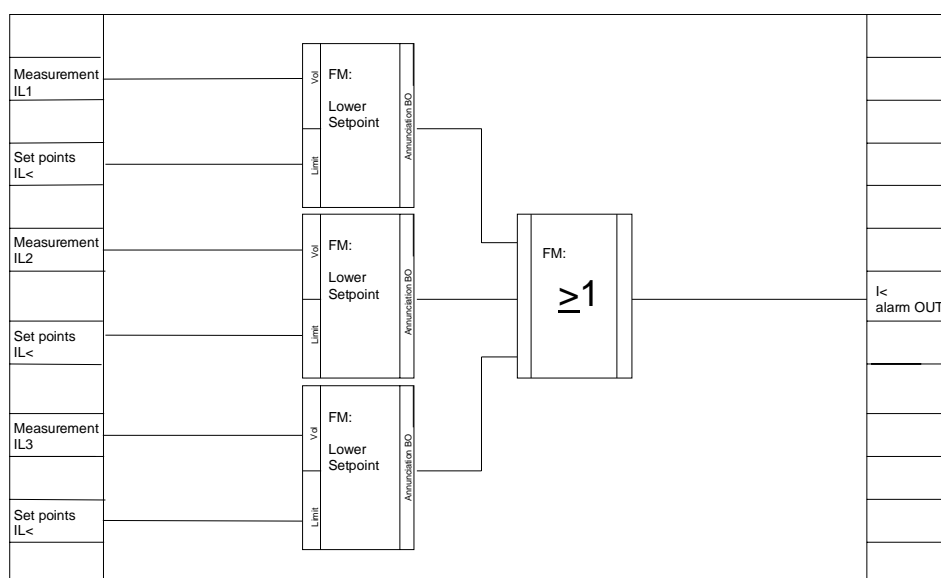 Measurement
IL1
Set points
IL<
Measurement
IL2
Set points
IL<
Measurement
IL3
Set points
IL<
Vol
Limit
FM:
Lower
Setpoint
Annunciation BO
Vol
Limit
FM:
Lower
Setpoint
Annunciation BO
Vol
Limit
FM:
Lower
Setpoint
Annunciation BO
FM:
≥1
I<
alarm OUT